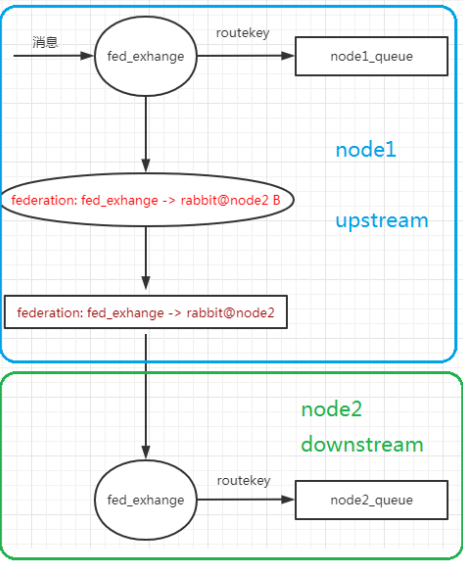 消息
fed_exhange
routekey
node1_queue
node1
federation: fed_exhange -> rabbit@node2 B
upstream
federation: fed_exhange -> rabbit@node2
node2
downstream
fed_exhange
routekey
node2_queue